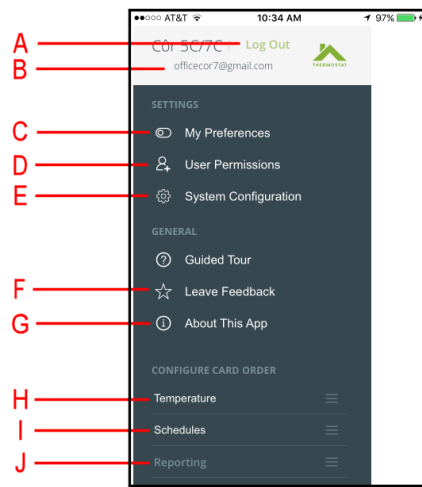 ●●○○○ AT&T 10:34 AM 97%
A Côr 5C/7C Log Out
B officecor7@gmail.com THERMOSTAT
SETTINGS
C My Preferences
D User Permissions
E System Configuration
GENERAL
Guided Tour
F Leave Feedback
G About This App
CONFIGURE CARD ORDER
H Temperature
I Schedules
J Reporting